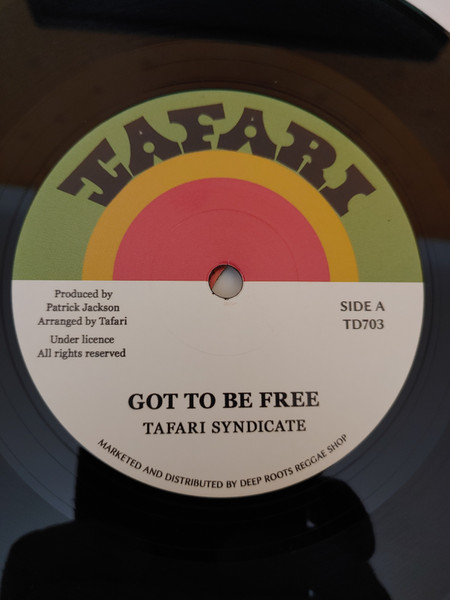 TAFARI
Produced by
Patrick Jackson
Arranged by Tafari
Under licence
All rights reserved
SIDE A
TD703
GOT TO BE FREE
TAFARI SYNDICATE
MARKETED AND DISTRIBUTED BY DEEP ROOTS REGGAE SHOP